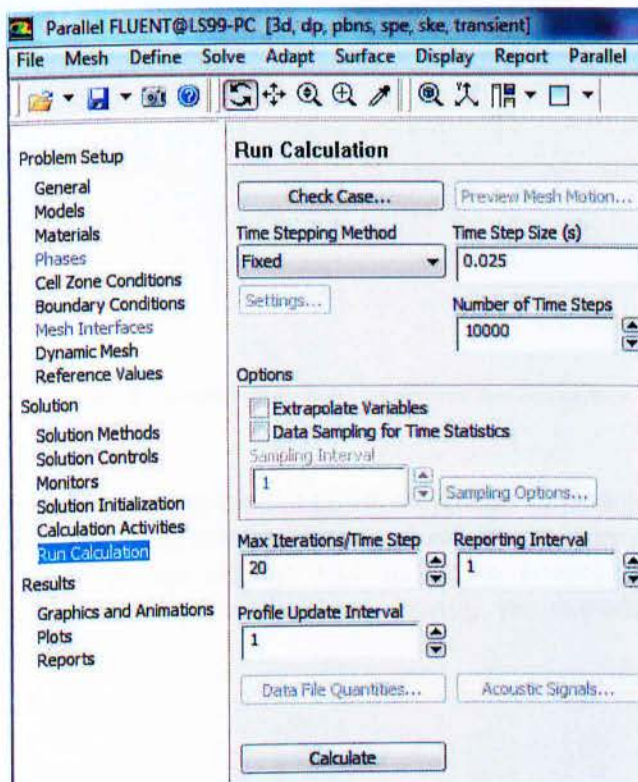 Parallel FLUENT@LS99-PC [3d, dp, pbns, spe, ske, transient]
File Mesh Define Solve Adapt Surface Display Report Parallel
Problem Setup
General
Models
Materials
Phases
Cell Zone Conditions
Boundary Conditions
Mesh Interfaces
Dynamic Mesh
Reference Values
Solution
Solution Methods
Solution Controls
Monitors
Solution Initialization
Calculation Activities
Run Calculation
Results
Graphics and Animations
Plots
Reports
Run Calculation
Check Case... Preview Mesh Motion...
Time Stepping Method Time Step Size (s)
Fixed 0.025
Settings... Number of Time Steps
10000
Options
Extrapolate Variables
Data Sampling for Time Statistics
Sampling Interval
1 Sampling Options...
Max Iterations/Time Step Reporting Interval
20 1
Profile Update Interval
1
Data File Quantities... Acoustic Signals...
Calculate